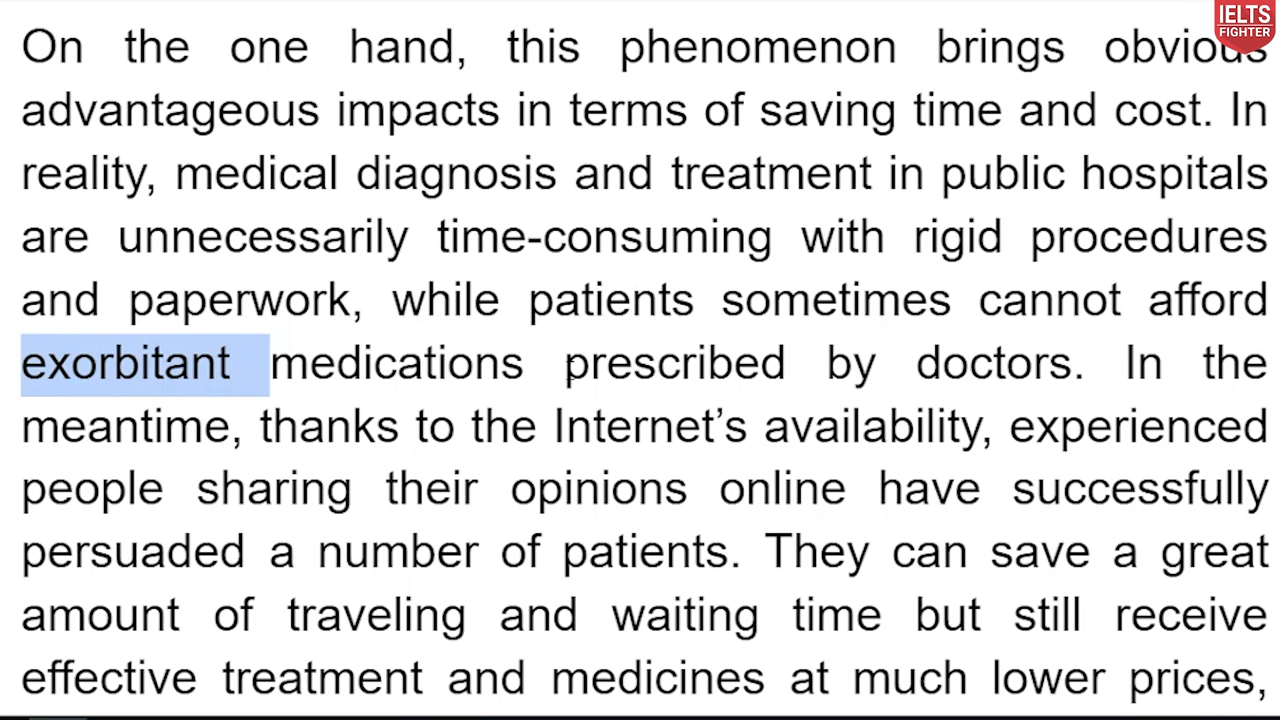 IELTS
FIGHTER
On the one hand, this phenomenon brings obvious
advantageous impacts in terms of saving time and cost. In
reality, medical diagnosis and treatment in public hospitals
are unnecessarily time-consuming with rigid procedures
and paperwork, while patients sometimes cannot afford
exorbitant medications prescribed by doctors. In the
meantime, thanks to the Internet’s availability, experienced
people sharing their opinions online have successfully
persuaded a number of patients. They can save a great
amount of traveling and waiting time but still receive
effective treatment and medicines at much lower prices,